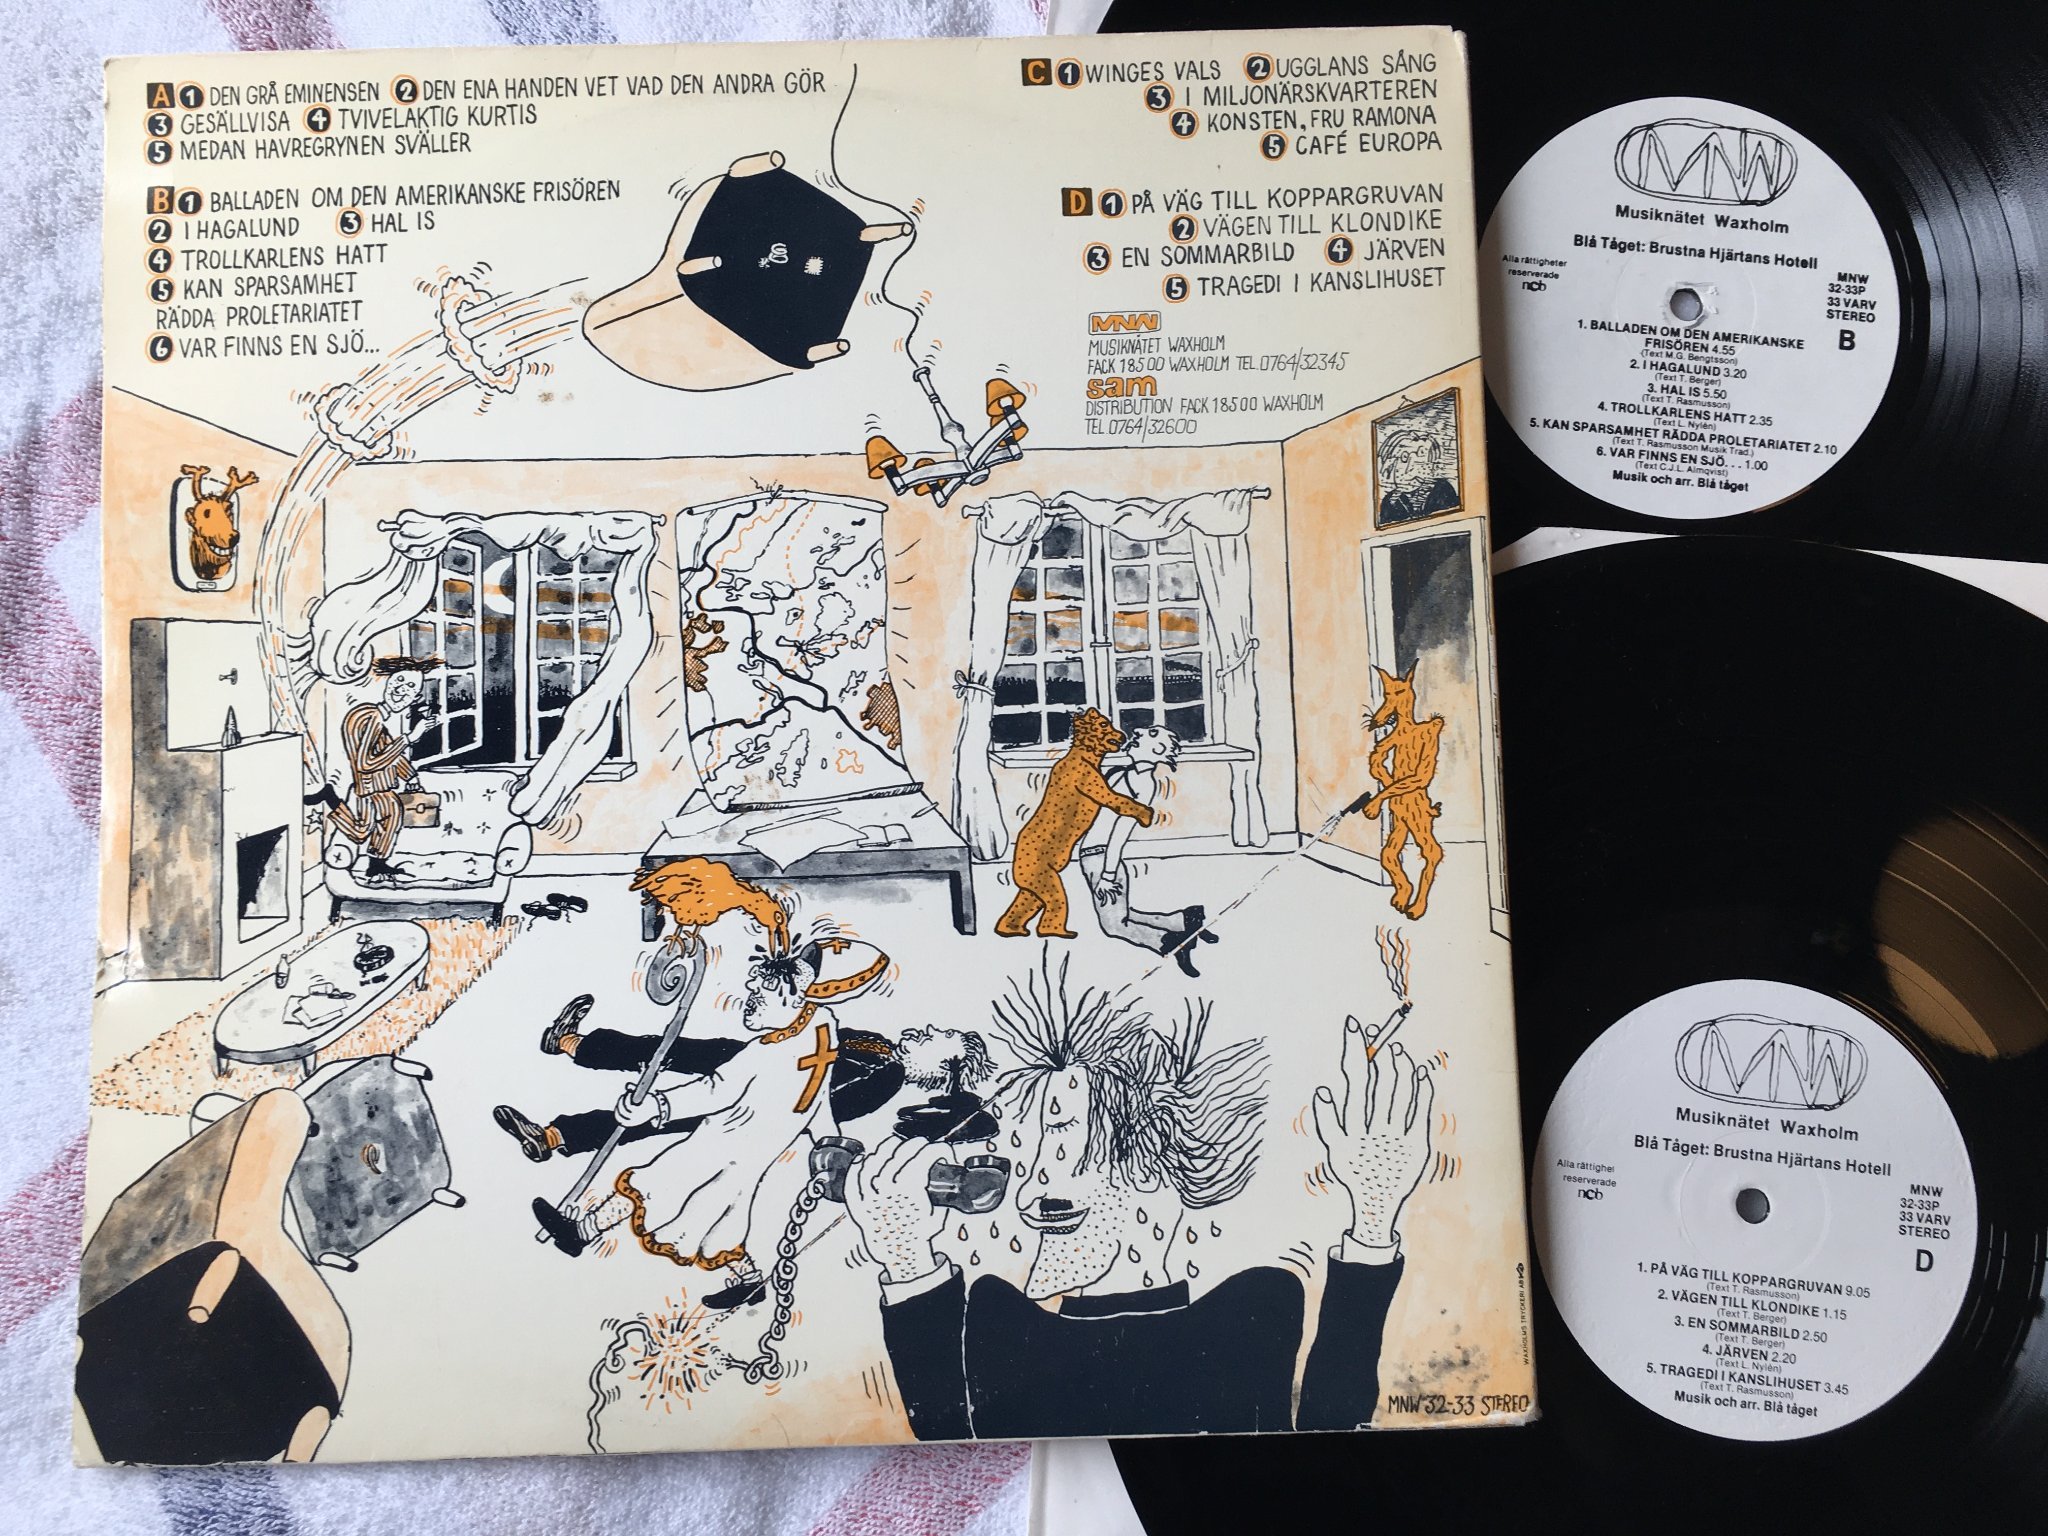 A 1 DEN GRÅ EMINENSEN 2 DEN ENA HANDEN VET VAD DEN ANDRA GÖR
3 GESÄLLVISA 4 TVIVELAKTIG KURTIS
5 MEDAN HAVREGRYNEN SVÄLLER
B 1 BALLADEN OM DEN AMERIKANSKE FRISÖREN
2 I HAGALUND 3 HAL IS
4 TROLLKARLENS HATT
5 KAN SPARSAMHET
RÄDDA PROLETARIATET
6 VAR FINNS EN SJÖ...
C 1 WINGES VALS 2 UGGLANS SÅNG
3 I MILJONÄRSKVARTEREN
4 KONSTEN, FRU RAMONA
5 CAFÉ EUROPA
D 1 PÅ VÄG TILL KOPPARGRUVAN
2 VÄGEN TILL KLONDIKE
3 EN SOMMARBILD 4 JÄRVEN
5 TRAGEDI I KANSLIHUSET
MNW
MUSIKNÄTET WAXHOLM
FACK 185 00 WAXHOLM TEL. 0764/32345
sam
DISTRIBUTION FACK 185 00 WAXHOLM
TEL 0764/32600
WAXHOLMS TRYCKERI AB
MNW 32-33 STEREO
MNW
Musiknätet Waxholm
Blå Tåget: Brustna Hjärtans Hotell
Alla rättigheter
reserverade
ncb
MNW
32-33P
33 VARV
STEREO
B
1. BALLADEN OM DEN AMERIKANSKE
FRISÖREN 4.55
(Text M.G. Bengtsson)
2. I HAGALUND 3.20
(Text T. Berger)
3. HAL IS 5.50
(Text T. Rasmusson)
4. TROLLKARLENS HATT 2.35
(Text L. Nylén)
5. KAN SPARSAMHET RÄDDA PROLETARIATET 2.10
(Text T. Rasmusson Musik Trad.)
6. VAR FINNS EN SJÖ... 1.00
(Text C.J.L. Almqvist)
Musik och arr. Blå tåget
MNW
Musiknätet Waxholm
Blå Tåget: Brustna Hjärtans Hotell
Alla rättighet
reserverade
ncb
MNW
32-33P
33 VARV
STEREO
D
1. PÅ VÄG TILL KOPPARGRUVAN 9.05
(Text T. Rasmusson)
2. VÄGEN TILL KLONDIKE 1.15
(Text T. Berger)
3. EN SOMMARBILD 2.50
(Text T. Berger)
4. JÄRVEN 2.20
(Text L. Nylén)
5. TRAGEDI I KANSLIHUSET 3.45
(Text T. Rasmusson)
Musik och arr. Blå tåget